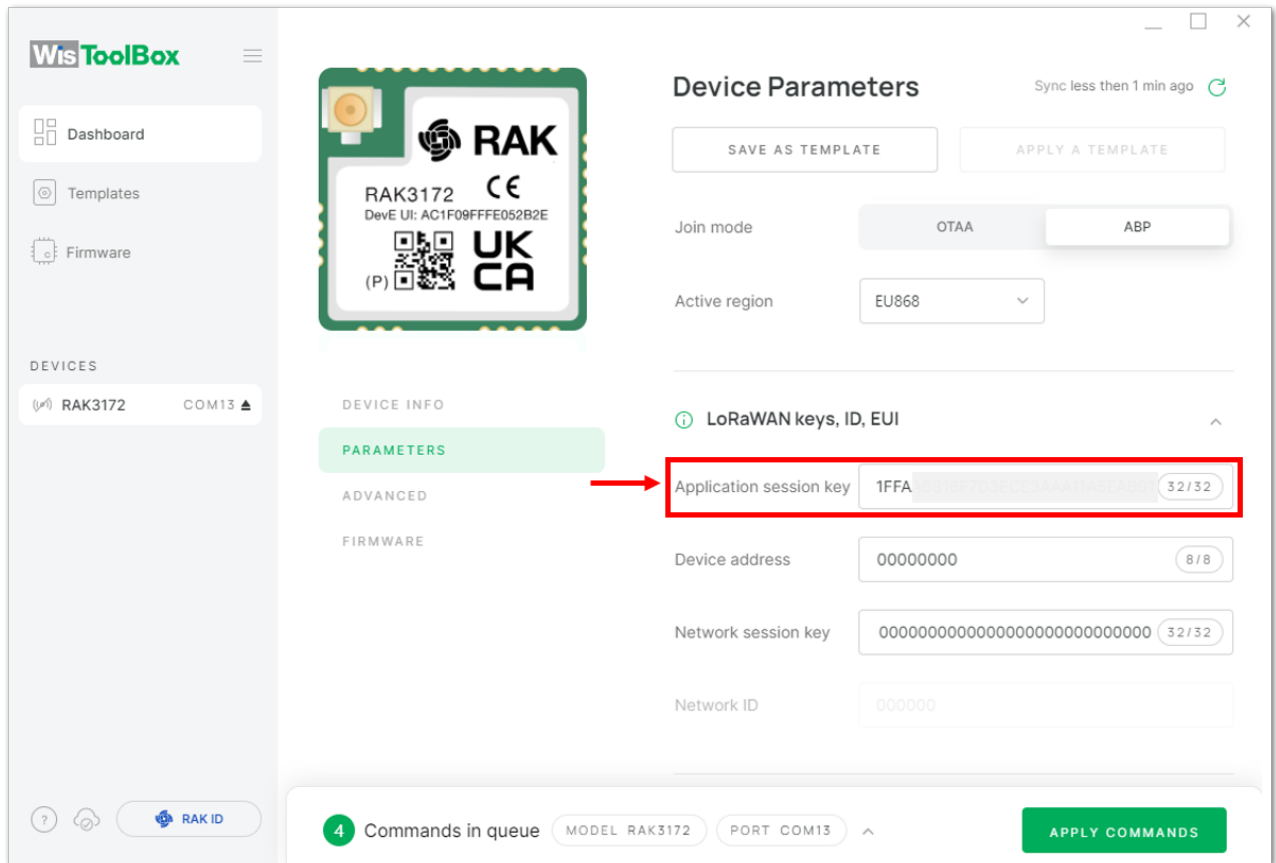 WisToolBox
Dashboard
Templates
Firmware
DEVICES
RAK3172 COM13
RAK ID
RAK
RAK3172
DevE UI: AC1F09FFFE052B2E
(P)
UK
CA
DEVICE INFO
PARAMETERS
ADVANCED
FIRMWARE
Device Parameters
Sync less then 1 min ago
SAVE AS TEMPLATE
APPLY A TEMPLATE
Join mode OTAA ABP
Active region EU868
LoRaWAN keys, ID, EUI
Application session key 1FFA 32/32
Device address 00000000 8/8
Network session key 0000000000000000000000000000 32/32
Network ID 000000
4 Commands in queue MODEL RAK3172 PORT COM13
APPLY COMMANDS